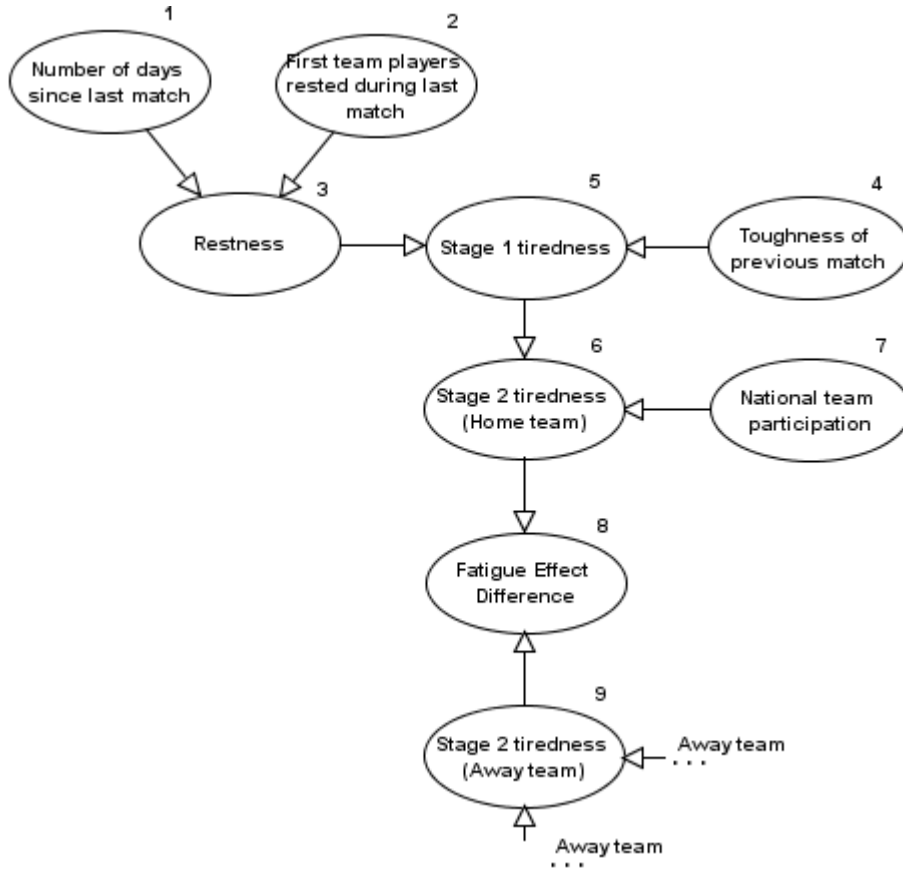 1
Number of days
since last match
2
First team players
rested during last
match
3
Restness
5
Stage 1 tiredness
4
Toughness of
previous match
6
Stage 2 tiredness
(Home team)
7
National team
participation
8
Fatigue Effect
Difference
9
Stage 2 tiredness
(Away team)
Away team
. . .
Away team
. . .